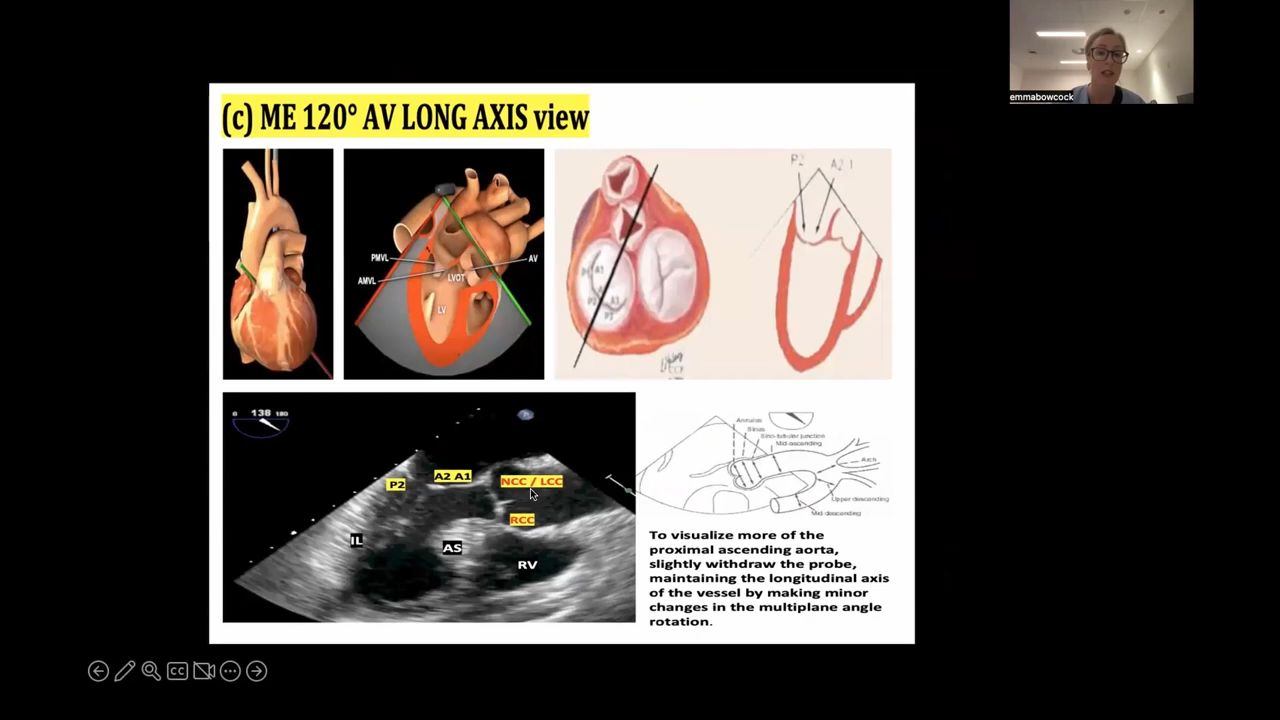 emmabowcock
(c) ME 120° AV LONG AXIS view
PMVL
AMVL
LVOT
AV
LV
P2
A2 1
A1
P2
0 138 180
P2
A2 A1
NCC / LCC
RCC
IL
AS
RV
Annulus
Sinus
Sino-tubular junction
Mid-ascending
Arch
Upper descending
Mid-descending
To visualize more of the
proximal ascending aorta,
slightly withdraw the probe,
maintaining the longitudinal axis
of the vessel by making minor
changes in the multiplane angle
rotation.
CC